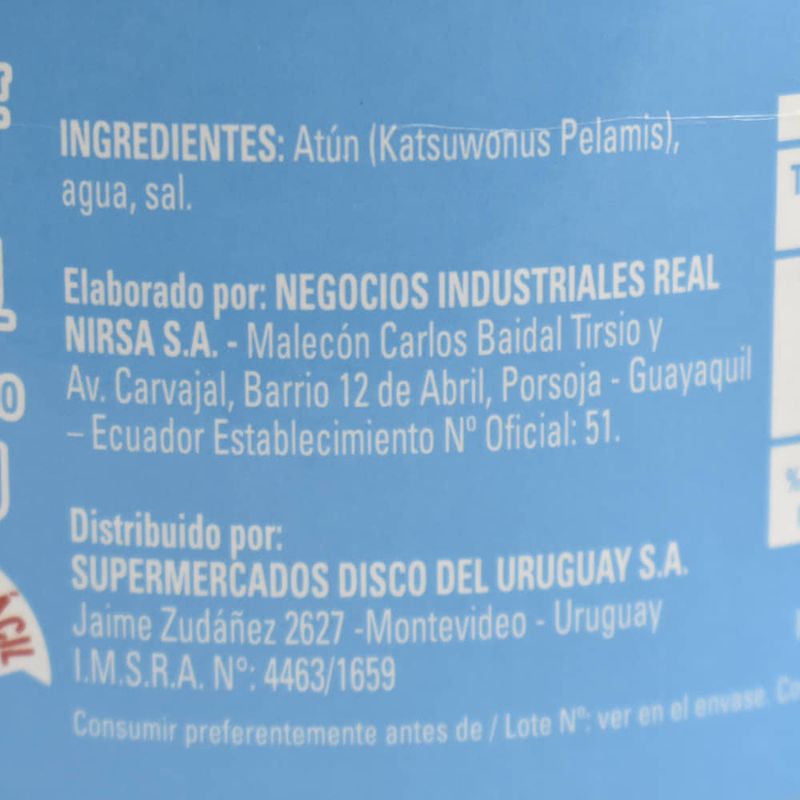 INGREDIENTES: Atún (Katsuwonus Pelamis),
agua, sal.
Elaborado por: NEGOCIOS INDUSTRIALES REAL
NIRSA S.A. - Malecón Carlos Baidal Tirsio y
Av. Carvajal, Barrio 12 de Abril, Porsoja - Guayaquil
– Ecuador Establecimiento Nº Oficial: 51.
Distribuido por:
SUPERMERCADOS DISCO DEL URUGUAY S.A.
Jaime Zudáñez 2627 -Montevideo - Uruguay
I.M.S.R.A. Nº: 4463/1659
Consumir preferentemente antes de / Lote Nº: ver en el envase.